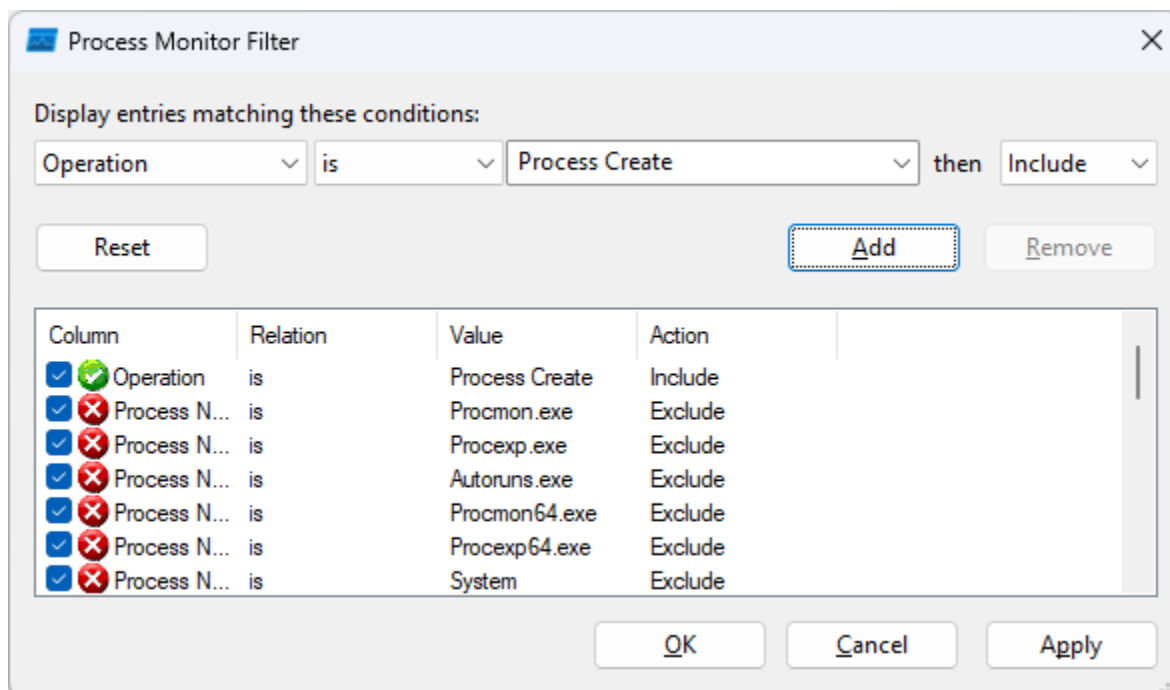 Process Monitor Filter
Display entries matching these conditions:
Operation is Process Create then Include
Reset Add Remove
Column Relation Value Action
Operation is Process Create Include
Process N... is Procmon.exe Exclude
Process N... is Procexp.exe Exclude
Process N... is Autoruns.exe Exclude
Process N... is Procmon64.exe Exclude
Process N... is Procexp64.exe Exclude
Process N... is System Exclude
OK Cancel Apply